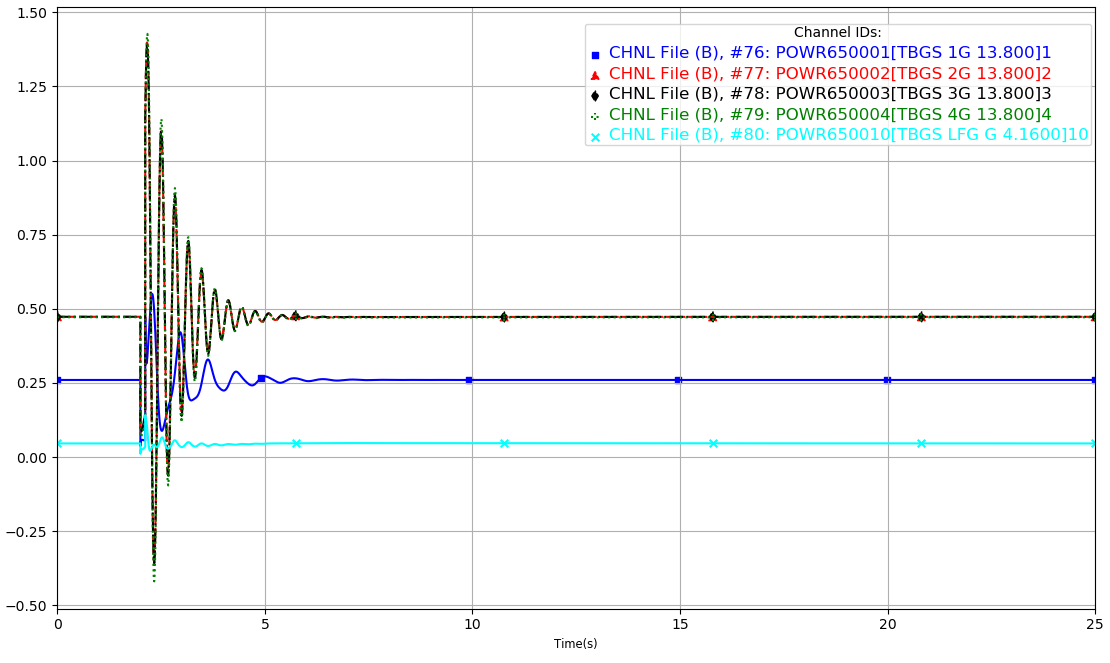 1.50
1.25
1.00
0.75
0.50
0.25
0.00
−0.25
−0.50
Channel IDs:
CHNL File (B), #76: POWR650001[TBGS 1G 13.800]1
CHNL File (B), #77: POWR650002[TBGS 2G 13.800]2
CHNL File (B), #78: POWR650003[TBGS 3G 13.800]3
CHNL File (B), #79: POWR650004[TBGS 4G 13.800]4
CHNL File (B), #80: POWR650010[TBGS LFG G 4.1600]10
0 5 10 15 20 25
Time(s)